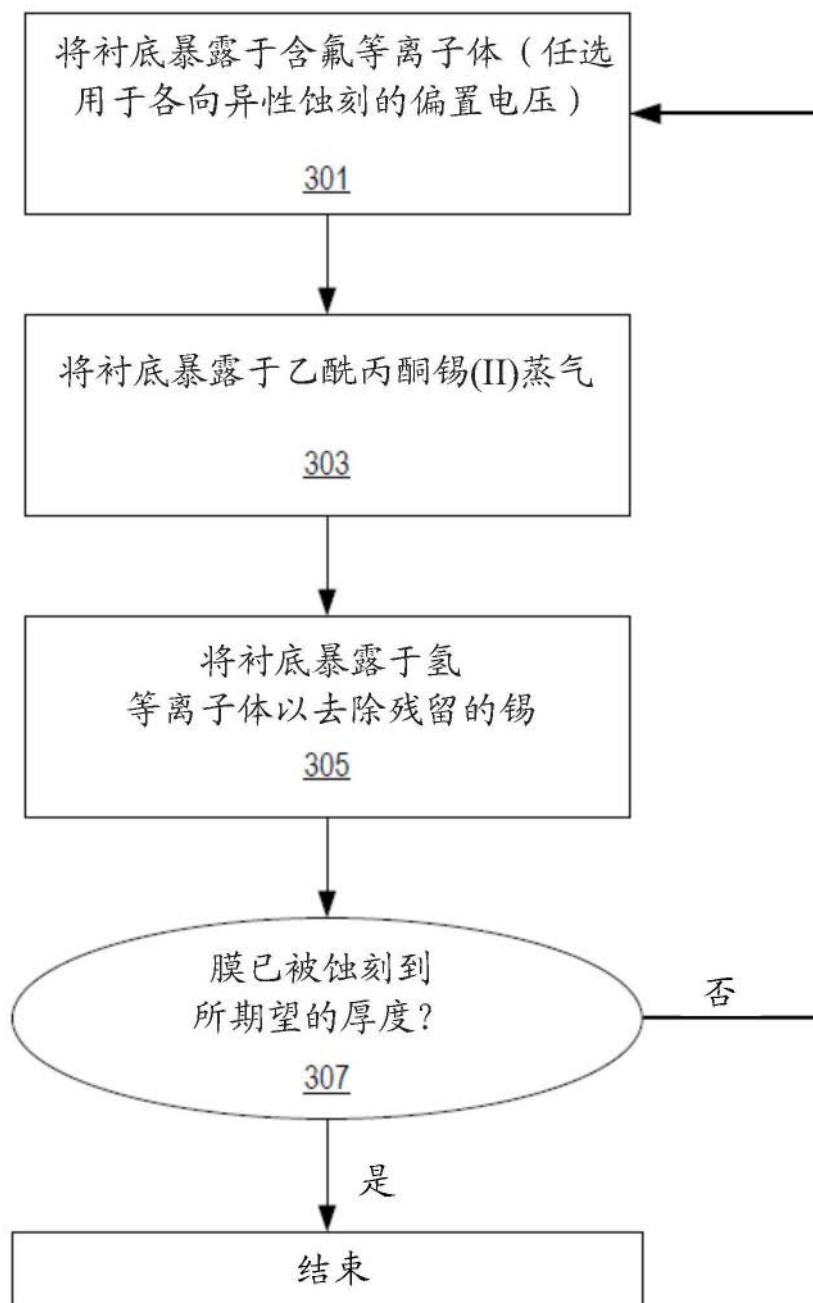 将衬底暴露于含氟等离子体（任选
用于各向异性蚀刻的偏置电压）
301
将衬底暴露于乙酰丙酮锡(II)蒸气
303
将衬底暴露于氢
等离子体以去除残留的锡
305
膜已被蚀刻到
所期望的厚度?
307
否
是
结束